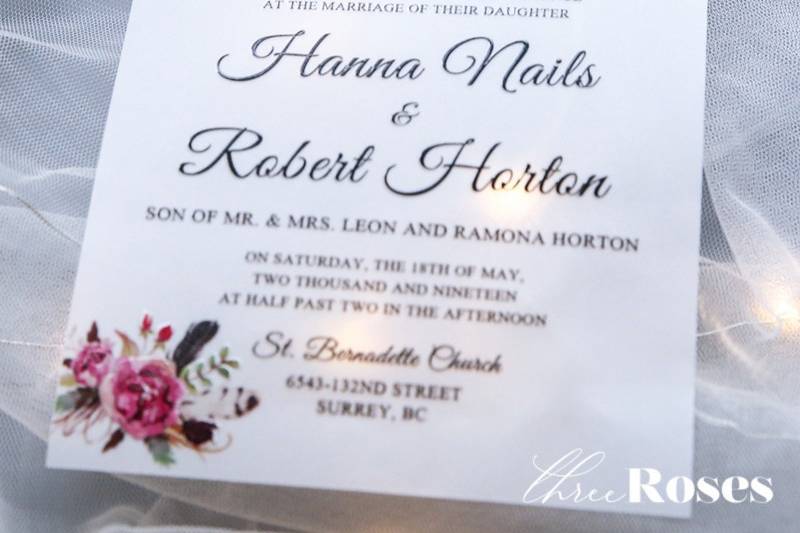 AT THE MARRIAGE OF THEIR DAUGHTER
Hanna Nails
&
Robert Horton
SON OF MR. & MRS. LEON AND RAMONA HORTON
ON SATURDAY, THE 18TH OF MAY,
TWO THOUSAND AND NINETEEN
AT HALF PAST TWO IN THE AFTERNOON
St. Bernadette Church
6543-132ND STREET
SURREY, BC
three Roses